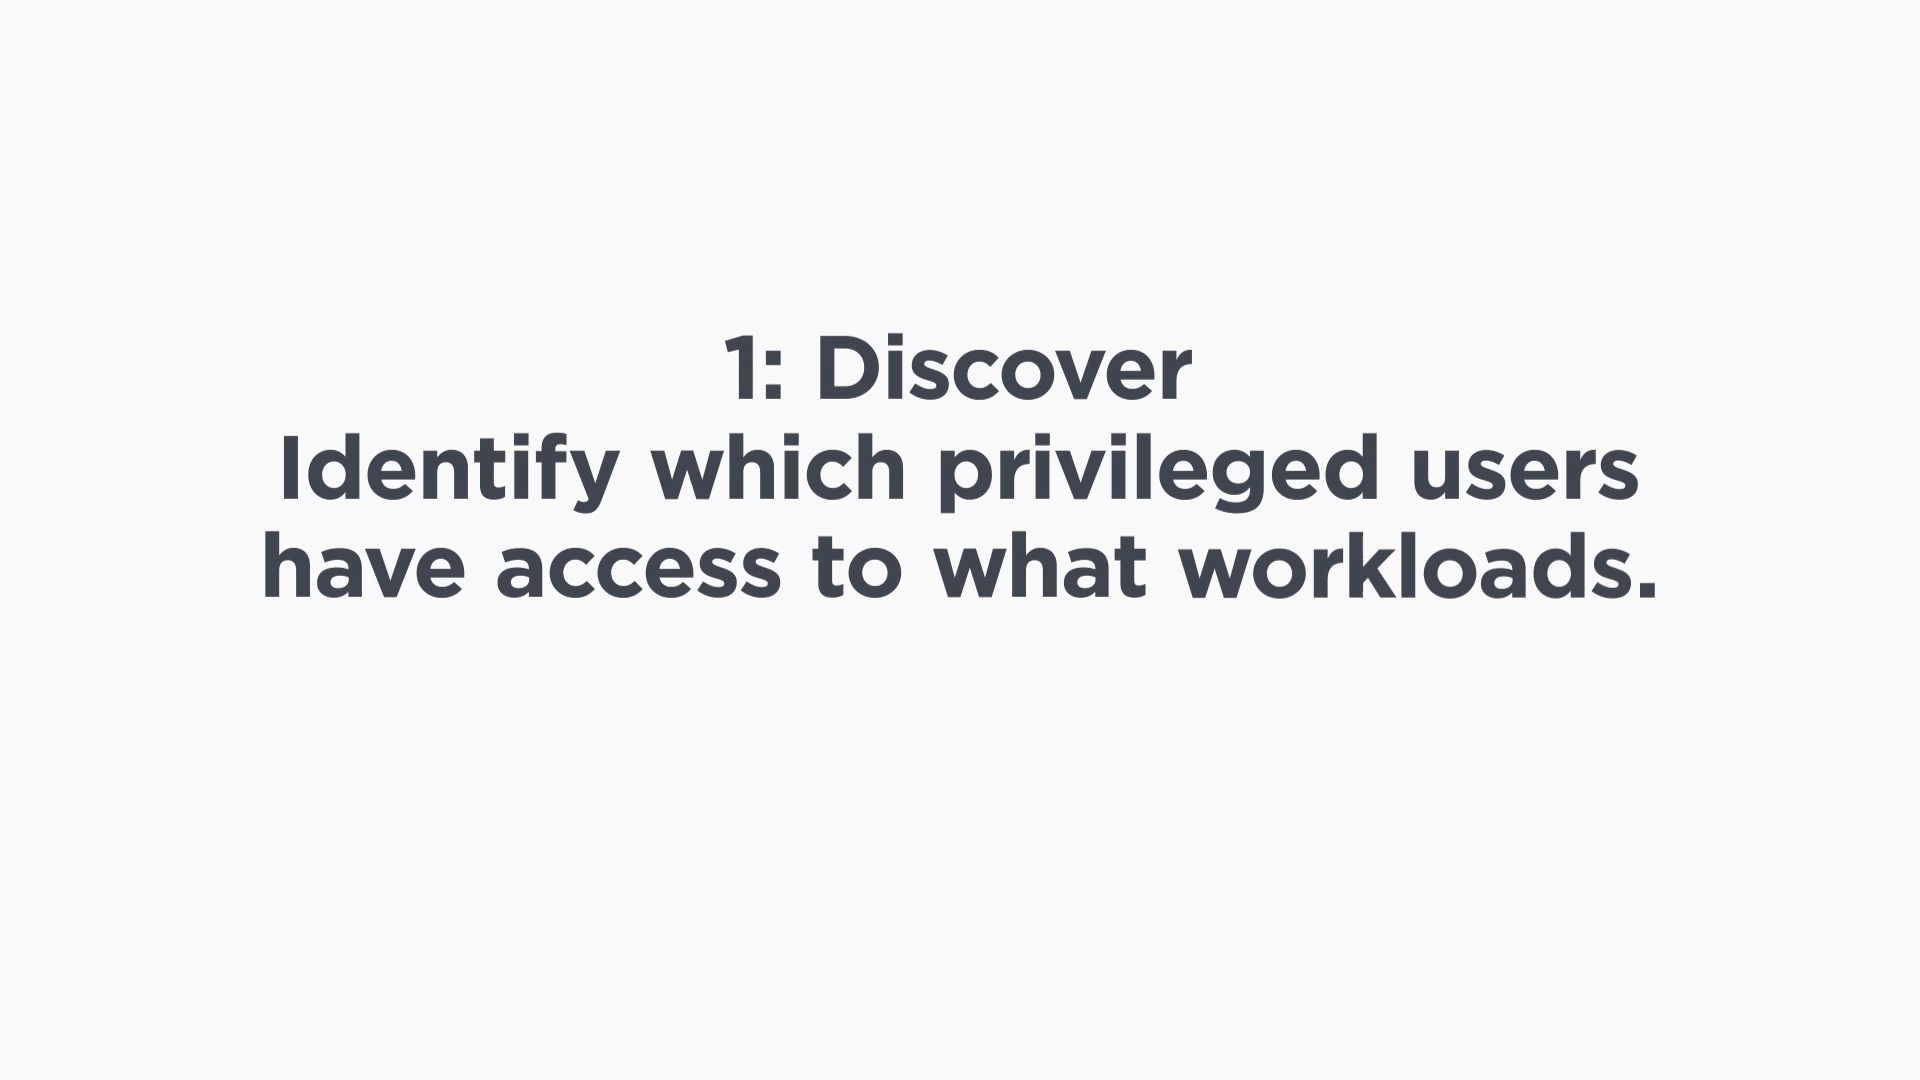 1: Discover
Identify which privileged users
have access to what workloads.